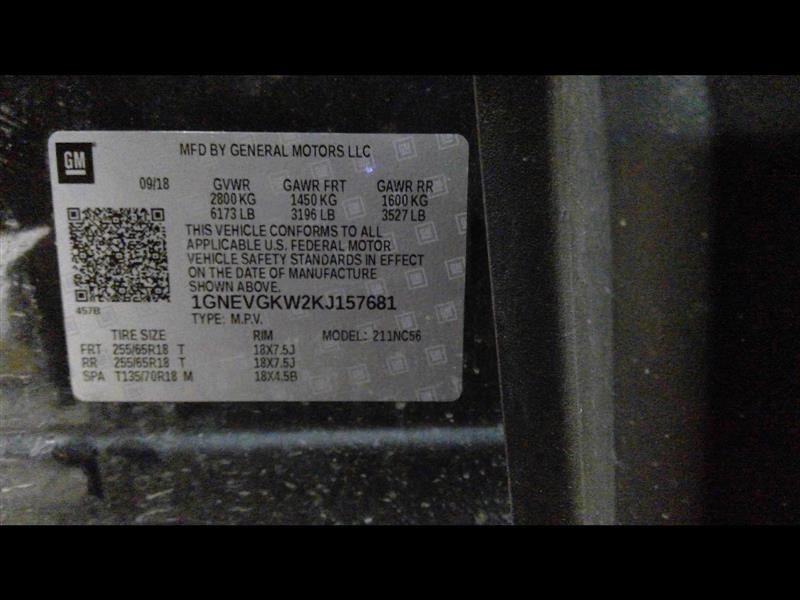 GM
MFD BY GENERAL MOTORS LLC
09/18 GVWR GAWR FRT GAWR RR
2800 KG 1450 KG 1600 KG
6173 LB 3196 LB 3527 LB
THIS VEHICLE CONFORMS TO ALL
APPLICABLE U.S. FEDERAL MOTOR
VEHICLE SAFETY STANDARDS IN EFFECT
ON THE DATE OF MANUFACTURE
SHOWN ABOVE.
457B
1GNEVGKW2KJ157681
TYPE: M.P.V.
TIRE SIZE RIM MODEL: 211NC56
FRT 255/65R18 T 18X7.5J
RR 255/65R18 T 18X7.5J
SPA T135/70R18 M 18X4.5B